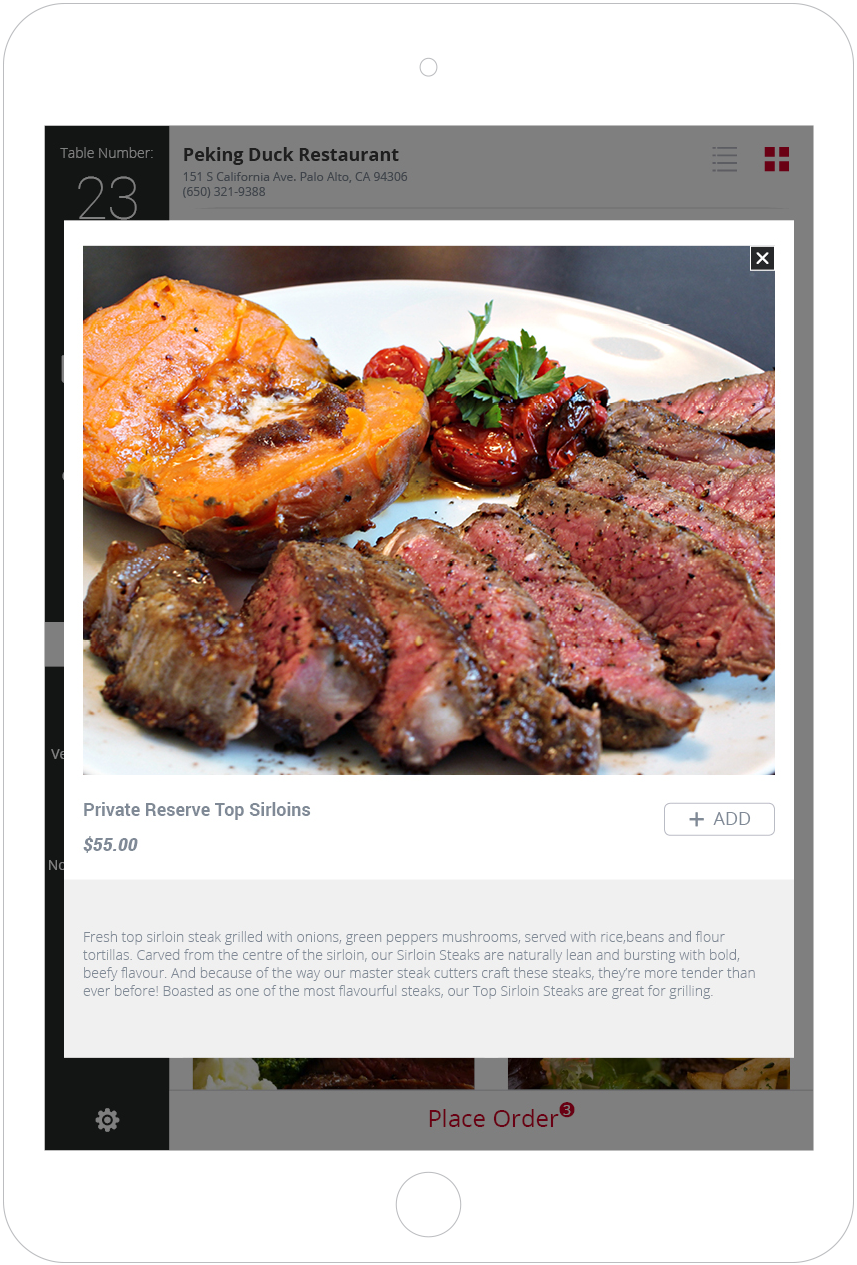 Table Number:
23
Peking Duck Restaurant
151 S California Ave. Palo Alto, CA 94306
(650) 321-9388
Private Reserve Top Sirloins
ADD
$55.00
Fresh top sirloin steak grilled with onions, green peppers mushrooms, served with rice,beans and flour
tortillas. Carved from the centre of the sirloin, our Sirloin Steaks are naturally lean and bursting with bold,
beefy flavour. And because of the way our master steak cutters craft these steaks, they’re more tender than
ever before! Boasted as one of the most flavourful steaks, our Top Sirloin Steaks are great for grilling.
Place Order 3